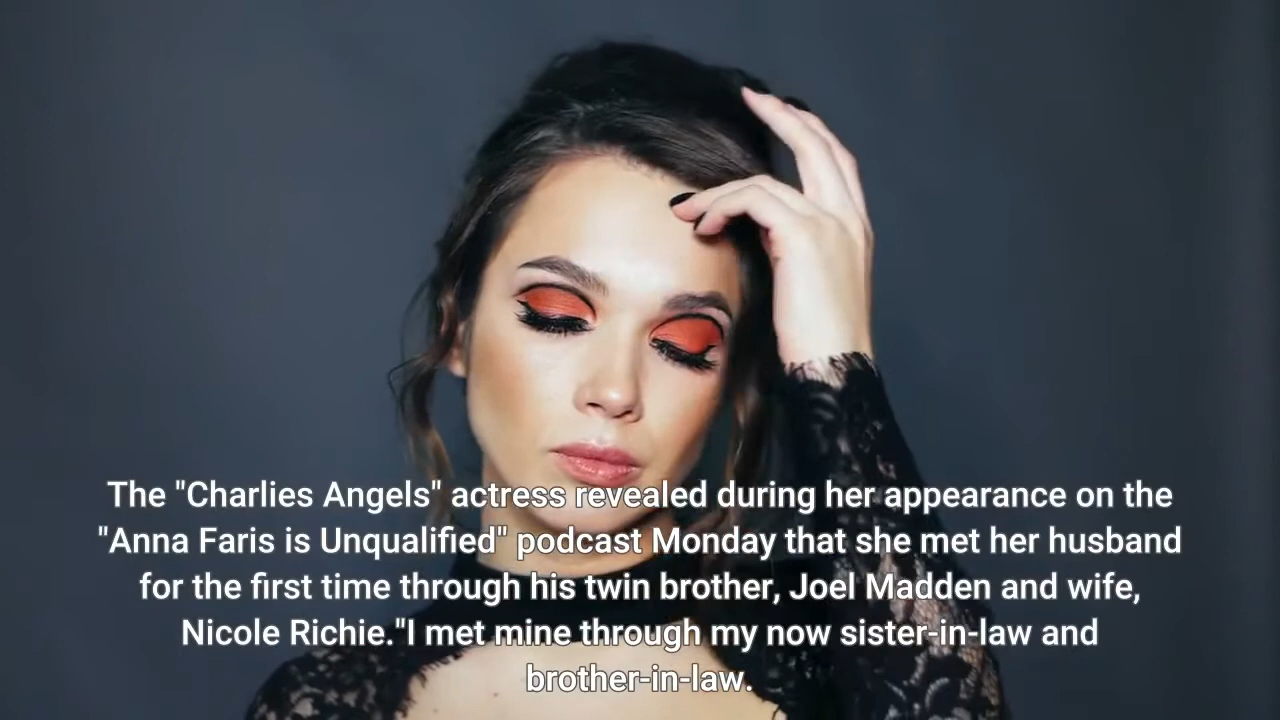 The "Charlies Angels" actress revealed during her appearance on the
"Anna Faris is Unqualified" podcast Monday that she met her husband
for the first time through his twin brother, Joel Madden and wife,
Nicole Richie."I met mine through my now sister-in-law and
brother-in-law.